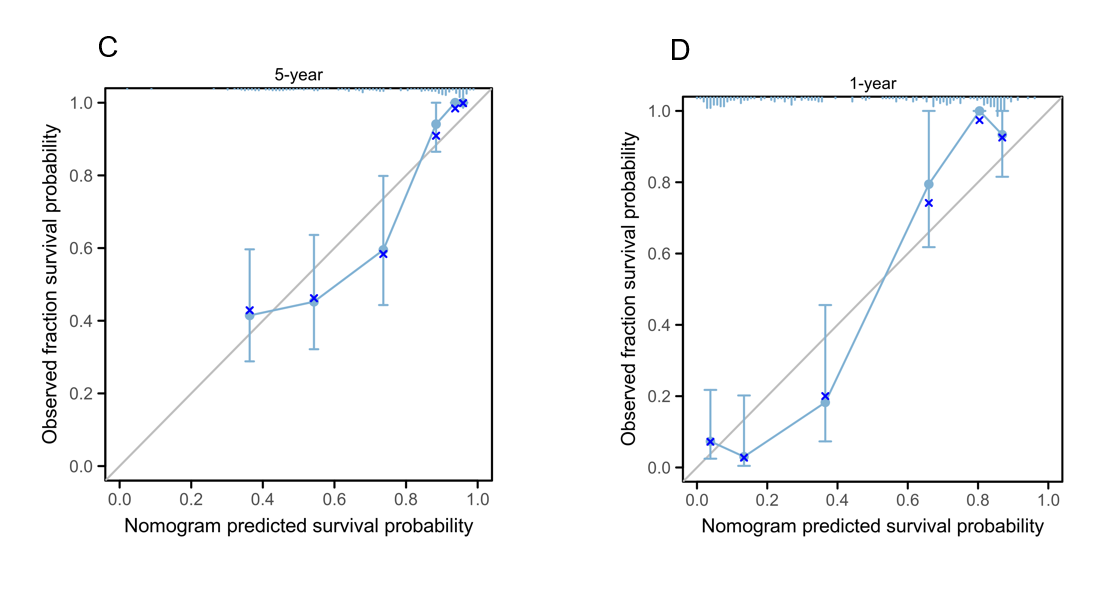 C
5-year
1.0
0.8
0.6
0.4
0.2
0.0
Observed fraction survival probability
0.0 0.2 0.4 0.6 0.8 1.0
Nomogram predicted survival probability
D
1-year
1.0
0.8
0.6
0.4
0.2
0.0
Observed fraction survival probability
0.0 0.2 0.4 0.6 0.8 1.0
Nomogram predicted survival probability